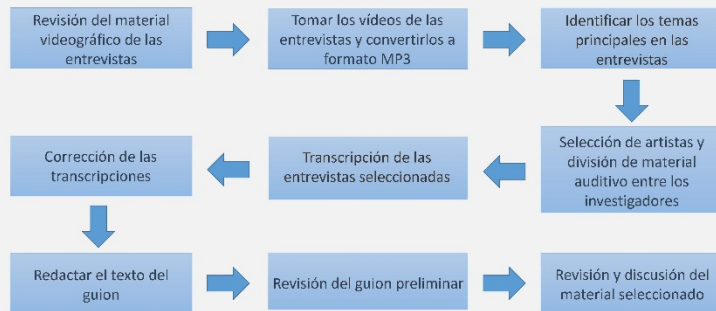 Revisión del material
videográfico de las
entrevistas
Tomar los vídeos de las
entrevistas y convertirlos a
formato MP3
Identificar los temas
principales en las
entrevistas
Selección de artistas y
división de material
auditivo entre los
investigadores
Transcripción de las
entrevistas seleccionadas
Corrección de las
transcripciones
Redactar el texto del
guion
Revisión del guion preliminar
Revisión y discusión del
material seleccionado